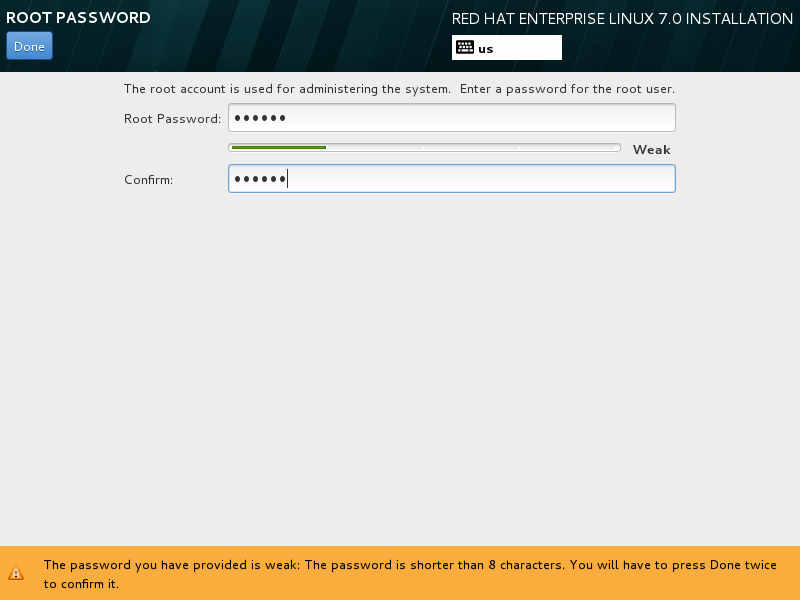 ROOT PASSWORD
RED HAT ENTERPRISE LINUX 7.0 INSTALLATION
Done
us
The root account is used for administering the system.  Enter a password for the root user.
Root Password: ••••••
Weak
Confirm: ••••••
The password you have provided is weak: The password is shorter than 8 characters. You will have to press Done twice
to confirm it.